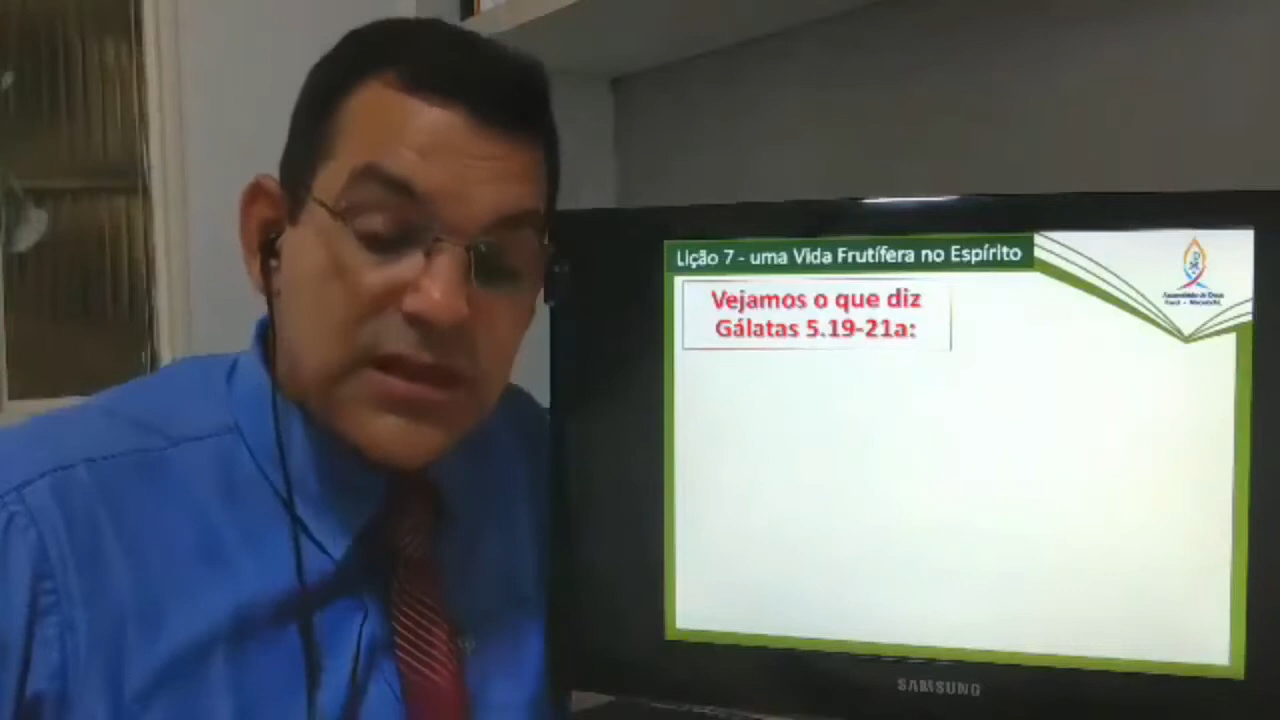 Lição 7 - uma Vida Frutífera no Espírito
Vejamos o que diz
Gálatas 5.19-21a:
SAMSUNG